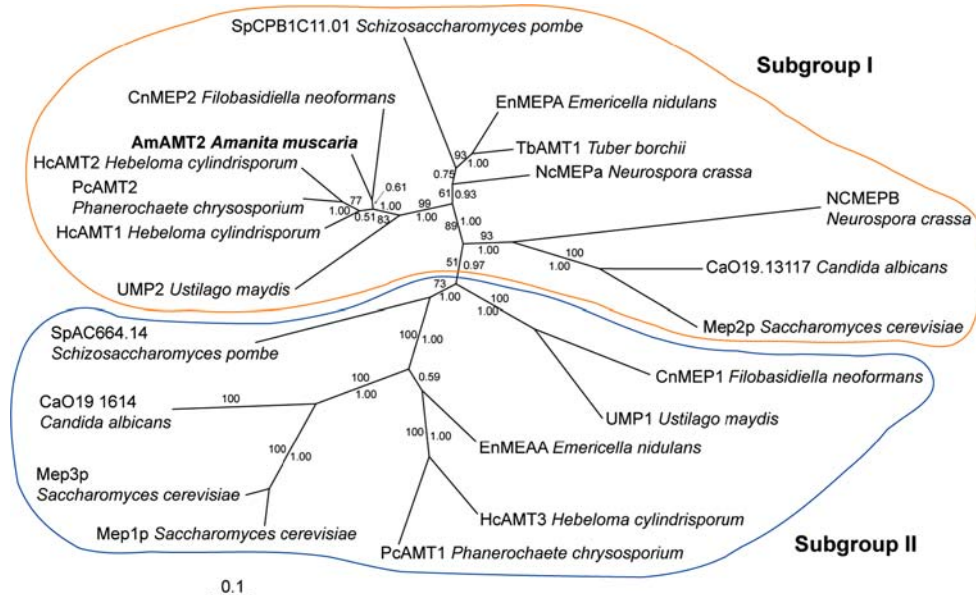 SpCPB1C11.01 Schizosaccharomyces pombe
Subgroup I
CnMEP2 Filobasidiella neoformans
EnMEPA Emericella nidulans
AmAMT2 Amanita muscaria
TbAMT1 Tuber borchii
HcAMT2 Hebeloma cylindrisporum
NcMEPa Neurospora crassa
PcAMT2
Phanerochaete chrysosporium
HcAMT1 Hebeloma cylindrisporum
NCMEPB
Neurospora crassa
CaO19.13117 Candida albicans
UMP2 Ustilago maydis
Mep2p Saccharomyces cerevisiae
93
1.00
0.75
61
0.93
0.61
77
1.00
1.00
0.51
83
99
1.00
89
1.00
93
1.00
100
1.00
51
0.97
73
1.00
100
1.00
SpAC664.14
Schizosaccharomyces pombe
100
1.00
CnMEP1 Filobasidiella neoformans
CaO19 1614
Candida albicans
100
100
1.00
0.59
UMP1 Ustilago maydis
EnMEAA Emericella nidulans
100
1.00
100
1.00
Mep3p
Saccharomyces cerevisiae
HcAMT3 Hebeloma cylindrisporum
Mep1p Saccharomyces cerevisiae
PcAMT1 Phanerochaete chrysosporium
Subgroup II
0.1